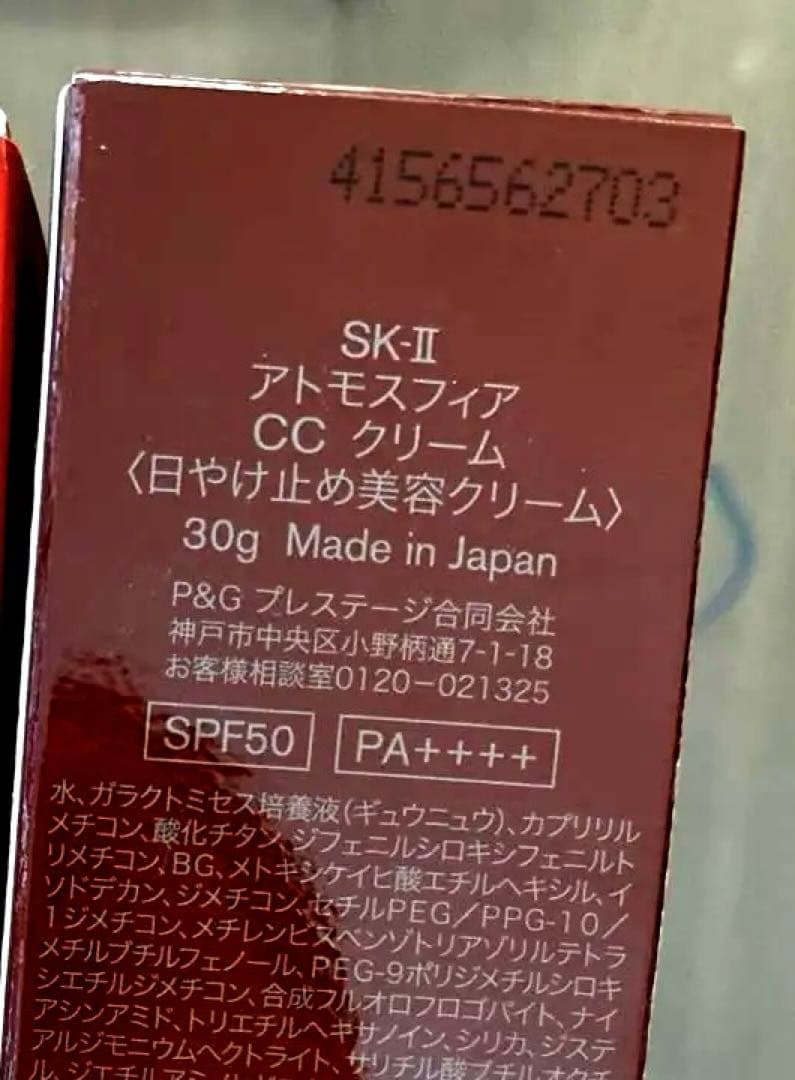 4156562703
SK-Ⅱ
アトモスフィア
CC クリーム
〈日やけ止め美容クリーム〉
30g Made in Japan
P&G プレステージ合同会社
神戸市中央区小野柄通7-1-18
お客様相談室0120-021325
SPF50 PA++++
水、ガラクトミセス培養液(ギュウニュウ)、カプリリル
メチコン、酸化チタン、ジフェニルシロキシフェニルト
リメチコン、BG、メトキシケイヒ酸エチルヘキシル、イ
ソドデカン、ジメチコン、セチルPEG/PPG-10/
1ジメチコン、メチレンビスベンゾトリアゾリルテトラ
メチルブチルフェノール、PEG-9ポリジメチルシロキ
シエチルジメチコン、合成フルオロフロゴパイト、ナイ
アシンアミド、トリエチルヘキサノイン、シリカ、ジステ
アルジモニウムヘクトライト、サリチル酸ブチルオクチ